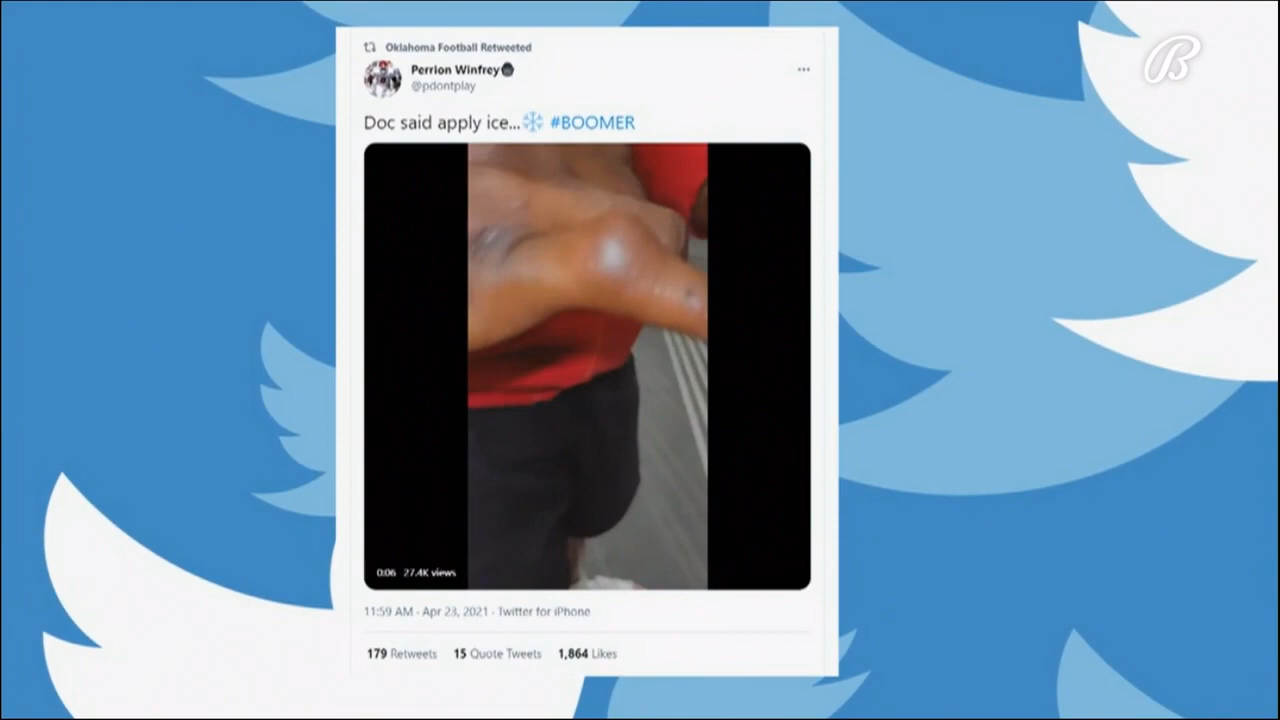 B
Oklahoma Football Retweeted
Perrion Winfrey
@pdontplay
Doc said apply ice...❄️ #BOOMER
0:06 27.4K views
11:59 AM · Apr 23, 2021 · Twitter for iPhone
179 Retweets 15 Quote Tweets 1,864 Likes